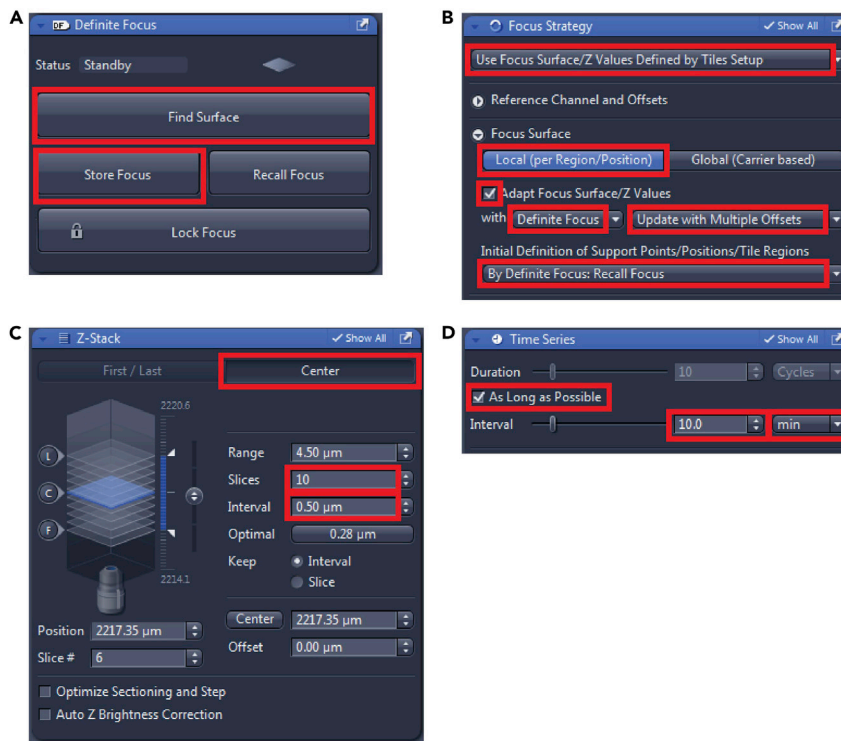 A
DF Definite Focus
Status Standby
Find Surface
Store Focus
Recall Focus
Lock Focus
B
Focus Strategy
Show All
Use Focus Surface/Z Values Defined by Tiles Setup
Reference Channel and Offsets
Focus Surface
Local (per Region/Position)
Global (Carrier based)
Adapt Focus Surface/Z Values
with Definite Focus Update with Multiple Offsets
Initial Definition of Support Points/Positions/Tile Regions
By Definite Focus: Recall Focus
C
Z-Stack
Show All
First / Last
Center
2220.6
L
C
F
2214.1
Range 4.50 µm
Slices 10
Interval 0.50 µm
Optimal 0.28 µm
Keep Interval
Slice
Position 2217.35 µm
Slice # 6
Center 2217.35 µm
Offset 0.00 µm
Optimize Sectioning and Step
Auto Z Brightness Correction
D
Time Series
Show All
Duration 10 Cycles
As Long as Possible
Interval 10.0 min